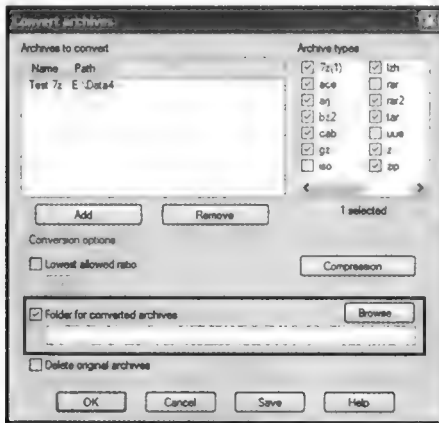 Convert archives
Archives to convert
Archive types
Name Path
Test 7z E:\Data4
7z(1) lzh
ace rar
arj rar2
bz2 tar
cab uue
gz z
iso zip
Add Remove
1 selected
Conversion options
Lowest allowed ratio
Compression
Folder for converted archives
Browse
Delete original archives
OK Cancel Save Help